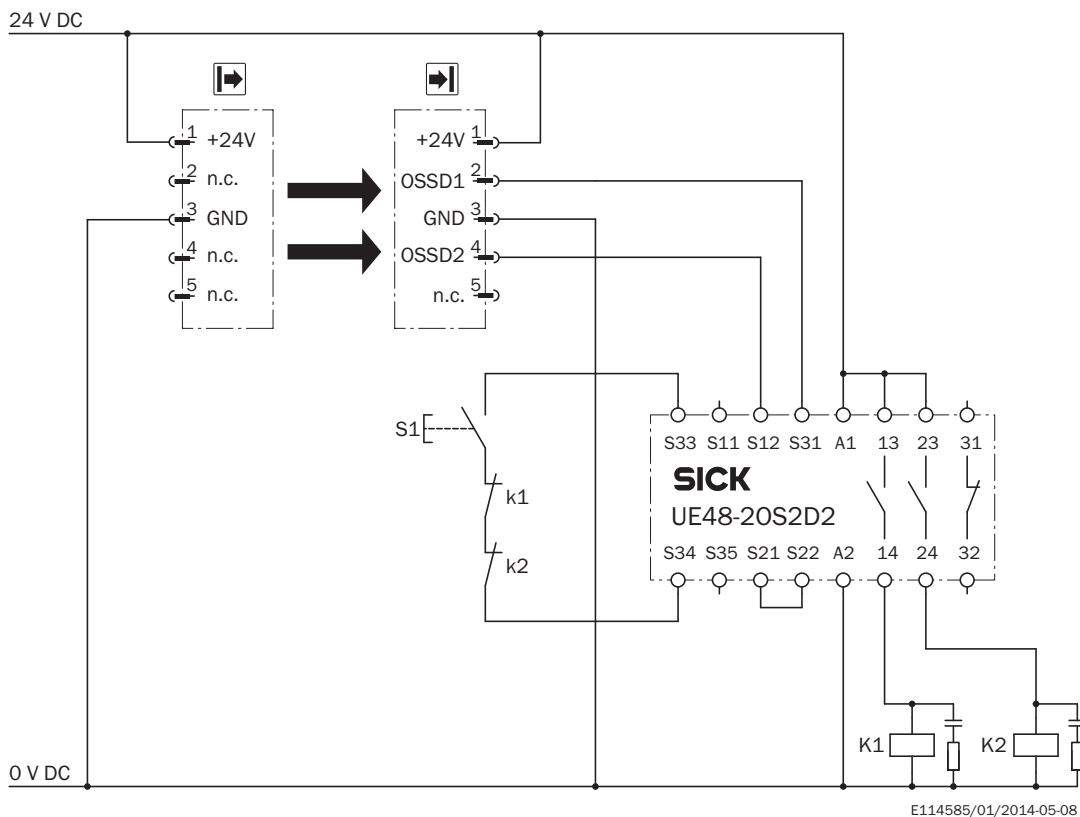 24 V DC
1 +24V
2 n.c.
3 GND
4 n.c.
5 n.c.
+24V 1
OSSD1 2
GND 3
OSSD2 4
n.c. 5
S1
k1
k2
S33 S11 S12 S31 A1 13 23 31
SICK
UE48-2OS2D2
S34 S35 S21 S22 A2 14 24 32
K1
K2
0 V DC
E114585/01/2014-05-08